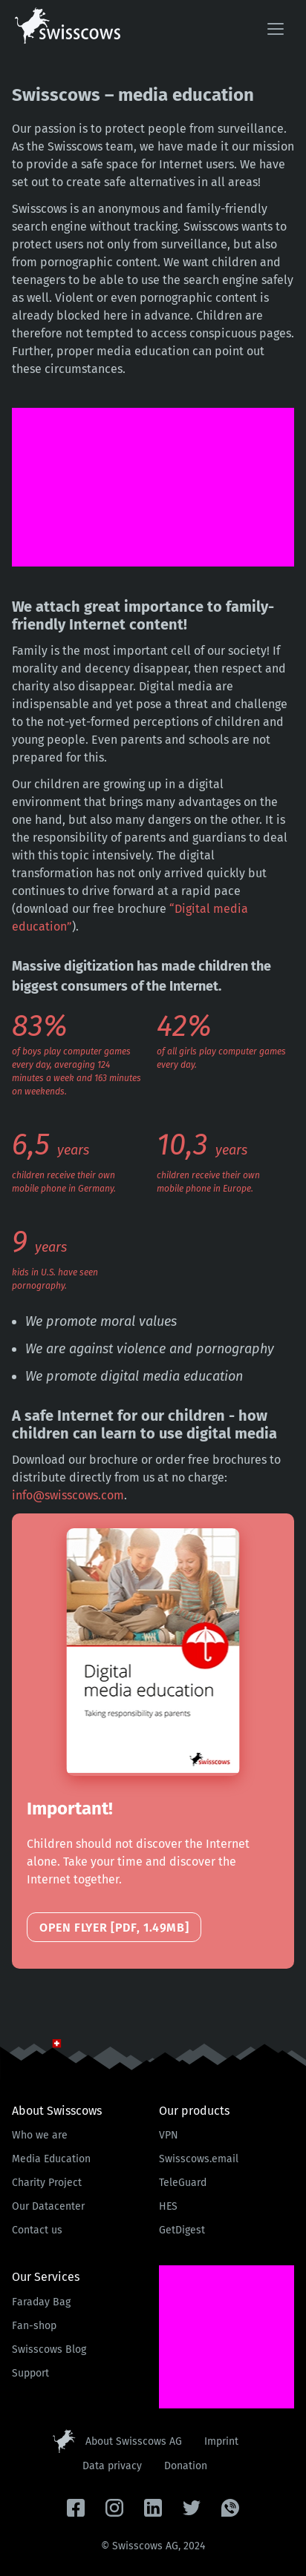 swisscows
Swisscows – media education
Our passion is to protect people from surveillance.
As the Swisscows team, we have made it our mission
to provide a safe space for Internet users. We have
set out to create safe alternatives in all areas!
Swisscows is an anonymous and family-friendly
search engine without tracking. Swisscows wants to
protect users not only from surveillance, but also
from pornographic content. We want children and
teenagers to be able to use the search engine safely
as well. Violent or even pornographic content is
already blocked here in advance. Children are
therefore not tempted to access conspicuous pages.
Further, proper media education can point out
these circumstances.
We attach great importance to family-
friendly Internet content!
Family is the most important cell of our society! If
morality and decency disappear, then respect and
charity also disappear. Digital media are
indispensable and yet pose a threat and challenge
to the not-yet-formed perceptions of children and
young people. Even parents and schools are not
prepared for this.
Our children are growing up in a digital
environment that brings many advantages on the
one hand, but also many dangers on the other. It is
the responsibility of parents and guardians to deal
with this topic intensively. The digital
transformation has not only arrived quickly but
continues to drive forward at a rapid pace
(download our free brochure “Digital media
education”).
Massive digitization has made children the
biggest consumers of the Internet.
83%
of boys play computer games
every day, averaging 124
minutes a week and 163 minutes
on weekends.
42%
of all girls play computer games
every day.
6,5 years
children receive their own
mobile phone in Germany.
10,3 years
children receive their own
mobile phone in Europe.
9 years
kids in U.S. have seen
pornography.
• We promote moral values
• We are against violence and pornography
• We promote digital media education
A safe Internet for our children - how
children can learn to use digital media
Download our brochure or order free brochures to
distribute directly from us at no charge:
info@swisscows.com.
Digital
media education
Taking responsibility as parents
swisscows
Important!
Children should not discover the Internet
alone. Take your time and discover the
Internet together.
OPEN FLYER [PDF, 1.49MB]
About Swisscows
Who we are
Media Education
Charity Project
Our Datacenter
Contact us
Our products
VPN
Swisscows.email
TeleGuard
HES
GetDigest
Our Services
Faraday Bag
Fan-shop
Swisscows Blog
Support
About Swisscows AG Imprint
Data privacy Donation
© Swisscows AG, 2024